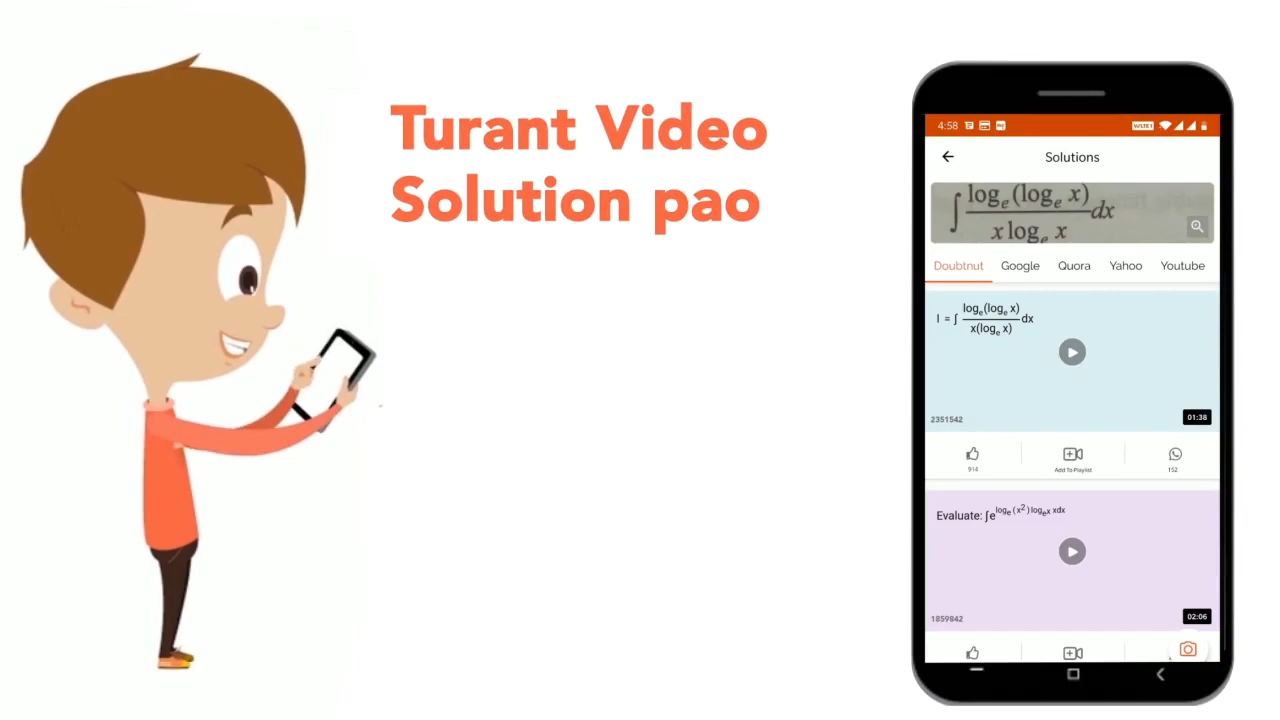 Turant Video
Solution pao
4:58
VoLTE1
Solutions
∫ logₑ(logₑ x) / x logₑ x dx
Doubtnut Google Quora Yahoo Youtube
I = ∫ logₑ(logₑ x) / x(logₑ x) dx
2351542 01:38
914 Add To Playlist 152
Evaluate: ∫e^logₑ(x²)logₑx xdx
1859842 02:06